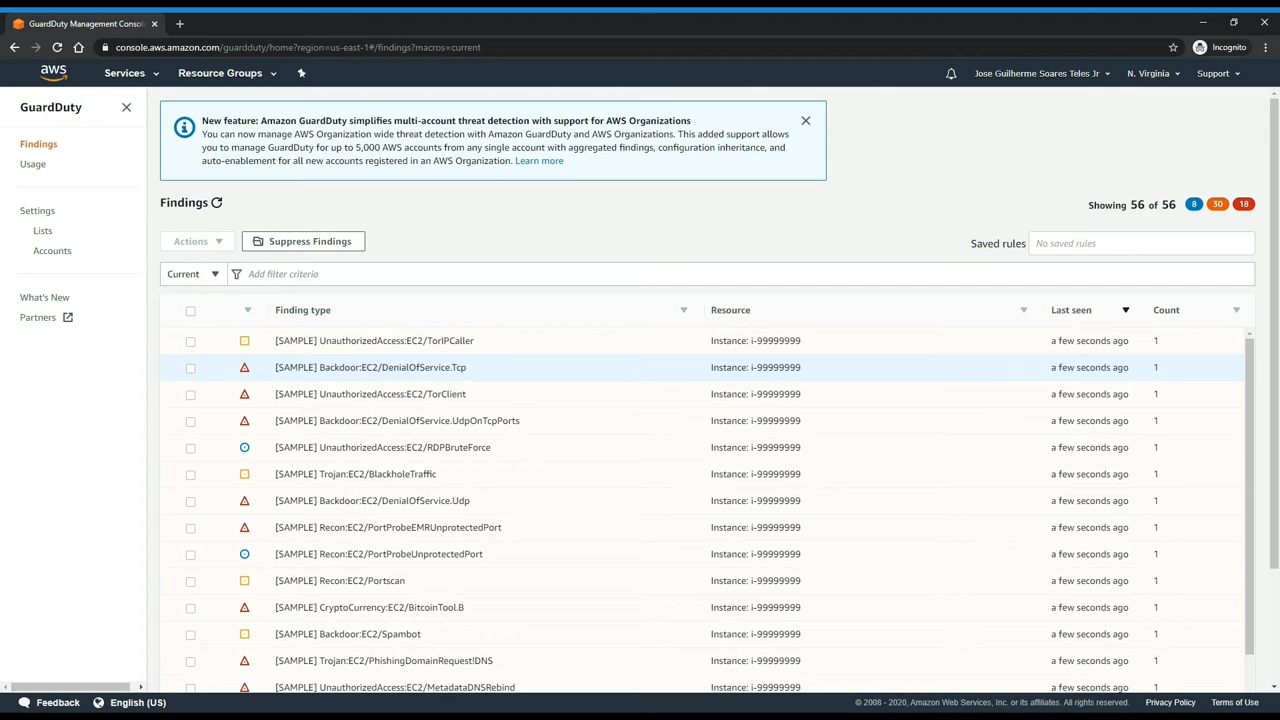 GuardDuty Management Consol
console.aws.amazon.com/guardduty/home?region=us-east-1#/findings?macros=current
Incognito
aws
Services
Resource Groups
Jose Guilherme Soares Teles Jr
N. Virginia
Support
GuardDuty
Findings
Usage
Settings
Lists
Accounts
What's New
Partners
New feature: Amazon GuardDuty simplifies multi-account threat detection with support for AWS Organizations
You can now manage AWS Organization wide threat detection with Amazon GuardDuty and AWS Organizations. This added support allows
you to manage GuardDuty for up to 5,000 AWS accounts from any single account with aggregated findings, configuration inheritance, and
auto-enablement for all new accounts registered in an AWS Organization. Learn more
Findings
Showing 56 of 56 8 30 18
Actions
Suppress Findings
Saved rules
No saved rules
Current
Add filter criteria
Finding type Resource Last seen Count
[SAMPLE] UnauthorizedAccess:EC2/TorIPCaller Instance: i-99999999 a few seconds ago 1
[SAMPLE] Backdoor:EC2/DenialOfService.Tcp Instance: i-99999999 a few seconds ago 1
[SAMPLE] UnauthorizedAccess:EC2/TorClient Instance: i-99999999 a few seconds ago 1
[SAMPLE] Backdoor:EC2/DenialOfService.UdpOnTcpPorts Instance: i-99999999 a few seconds ago 1
[SAMPLE] UnauthorizedAccess:EC2/RDPBruteForce Instance: i-99999999 a few seconds ago 1
[SAMPLE] Trojan:EC2/BlackholeTraffic Instance: i-99999999 a few seconds ago 1
[SAMPLE] Backdoor:EC2/DenialOfService.Udp Instance: i-99999999 a few seconds ago 1
[SAMPLE] Recon:EC2/PortProbeEMRUnprotectedPort Instance: i-99999999 a few seconds ago 1
[SAMPLE] Recon:EC2/PortProbeUnprotectedPort Instance: i-99999999 a few seconds ago 1
[SAMPLE] Recon:EC2/Portscan Instance: i-99999999 a few seconds ago 1
[SAMPLE] CryptoCurrency:EC2/BitcoinTool.B Instance: i-99999999 a few seconds ago 1
[SAMPLE] Backdoor:EC2/Spambot Instance: i-99999999 a few seconds ago 1
[SAMPLE] Trojan:EC2/PhishingDomainRequest!DNS Instance: i-99999999 a few seconds ago 1
[SAMPLE] UnauthorizedAccess:EC2/MetadataDNSRebind Instance: i-99999999 a few seconds ago 1
Feedback
English (US)
© 2008 - 2020, Amazon Web Services, Inc. or its affiliates. All rights reserved. Privacy Policy Terms of Use